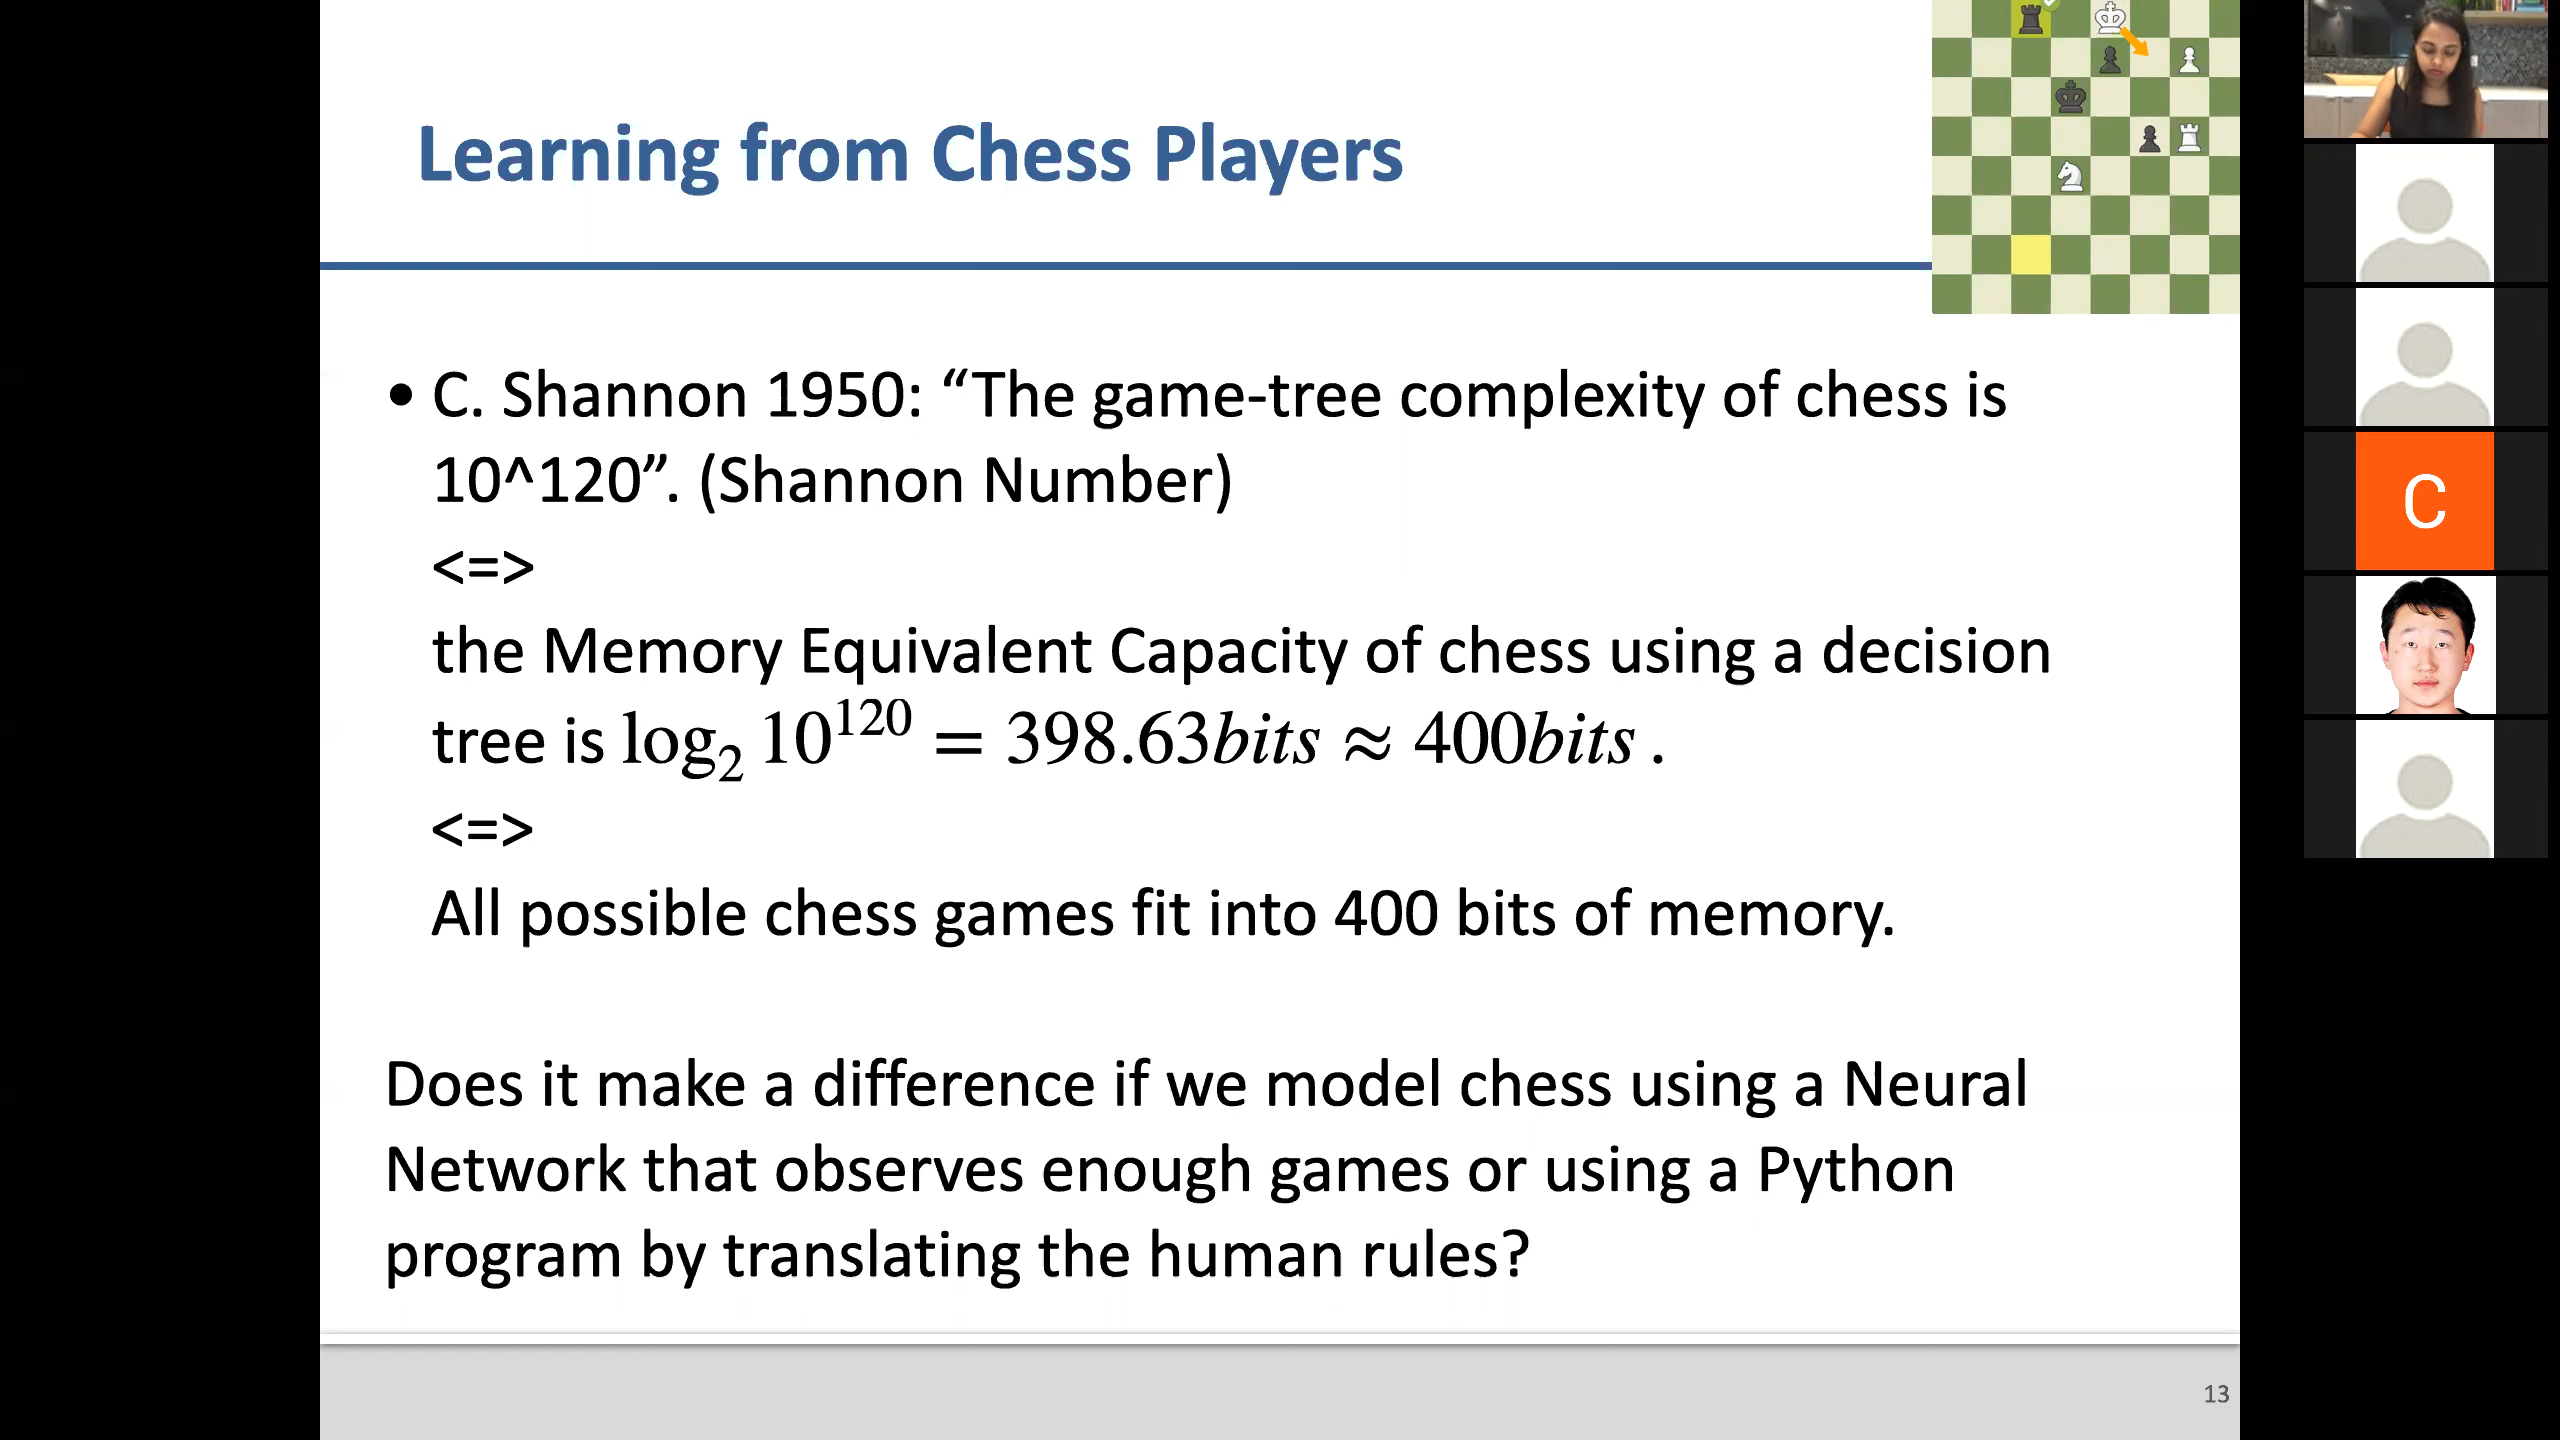 Learning from Chess Players
• C. Shannon 1950: “The game-tree complexity of chess is
10^120”. (Shannon Number)
<=>
the Memory Equivalent Capacity of chess using a decision
tree is log₂ 10¹²⁰ = 398.63bits ≈ 400bits .
<=>
All possible chess games fit into 400 bits of memory.
Does it make a difference if we model chess using a Neural
Network that observes enough games or using a Python
program by translating the human rules?
13
C